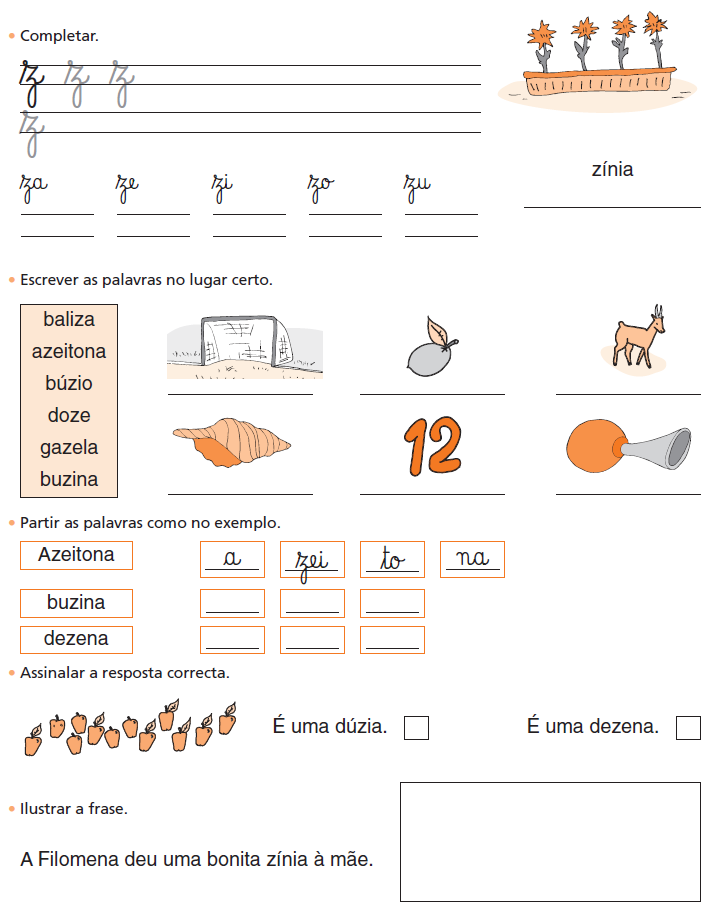 Completar.
z z z
z
za ze zi zo zu
zínia
Escrever as palavras no lugar certo.
baliza
azeitona
búzio
doze
gazela
buzina
12
Partir as palavras como no exemplo.
Azeitona a zei to na
buzina
dezena
Assinalar a resposta correcta.
É uma dúzia. É uma dezena.
Ilustrar a frase.
A Filomena deu uma bonita zínia à mãe.